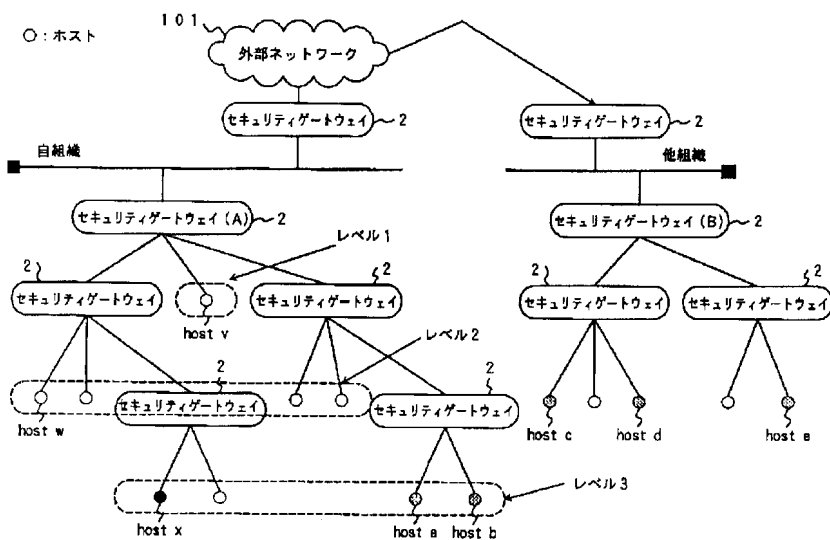 101
○:ホスト
外部ネットワーク
セキュリティゲートウェイ 2
セキュリティゲートウェイ 2
自組織
他組織
セキュリティゲートウェイ(A) 2
セキュリティゲートウェイ(B) 2
レベル1
2
2
2
2
セキュリティゲートウェイ
セキュリティゲートウェイ
セキュリティゲートウェイ
セキュリティゲートウェイ
host v
レベル2
2
2
セキュリティゲートウェイ
セキュリティゲートウェイ
host w
host c
host d
host e
レベル3
host x
host a
host b